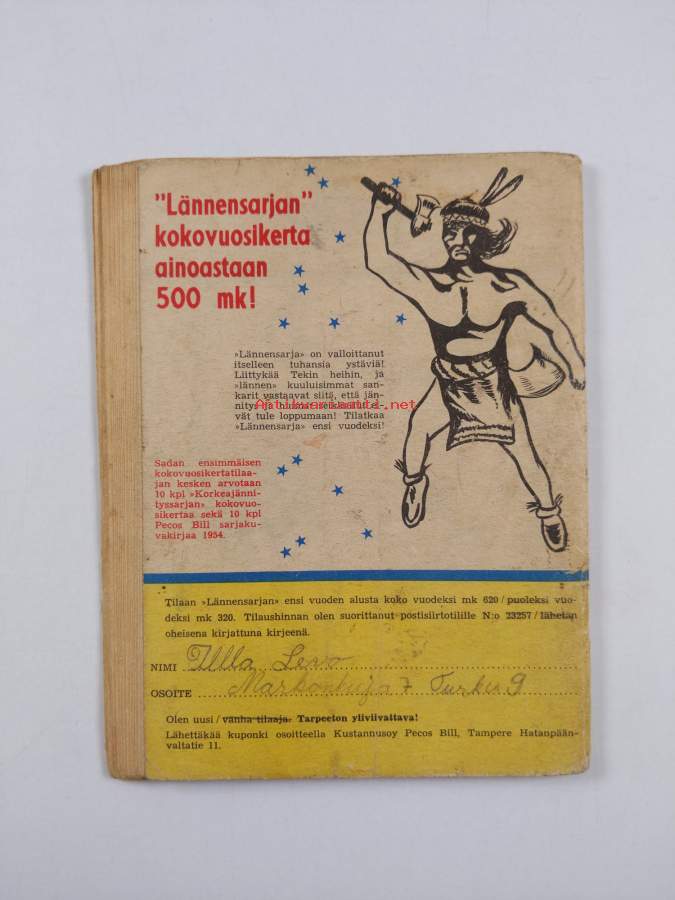 "Lännensarjan"
kokovuosikerta
ainoastaan
500 mk!
»Lännensarja» on valloittanut
itselleen tuhansia ystäviä!
Liittykää Tekin heihin, ja
»lännen» kuuluisimmat san-
karit vastaavat siitä, että jän-
vät tule loppumaan! Tilatkaa
»Lännensarja» ensi vuodeksi!
Antikvariaatti.net
Sadan ensimmäisen
kokovuosikertatilaa-
jan kesken arvotaan
10 kpl »Korkeajänni-
tyssarjan» kokovuo-
sikertaa sekä 10 kpl
Pecos Bill sarjaku-
vakirjaa 1954.
Tilaan »Lännensarjan» ensi vuoden alusta koko vuodeksi mk 620 / puoleksi vuo-
deksi mk 320. Tilaushinnan olen suorittanut postisiirtotilille N:o 23257 / lähetän
oheisena kirjattuna kirjeenä.
NIMI Ulla Levo
OSOITE Markonkuja 7 Turku 9
Olen uusi / vanha tilaaja. Tarpeeton yliviivattava!
Lähettäkää kuponki osoitteella Kustannusoy Pecos Bill, Tampere Hatanpään-
valtatie 11.